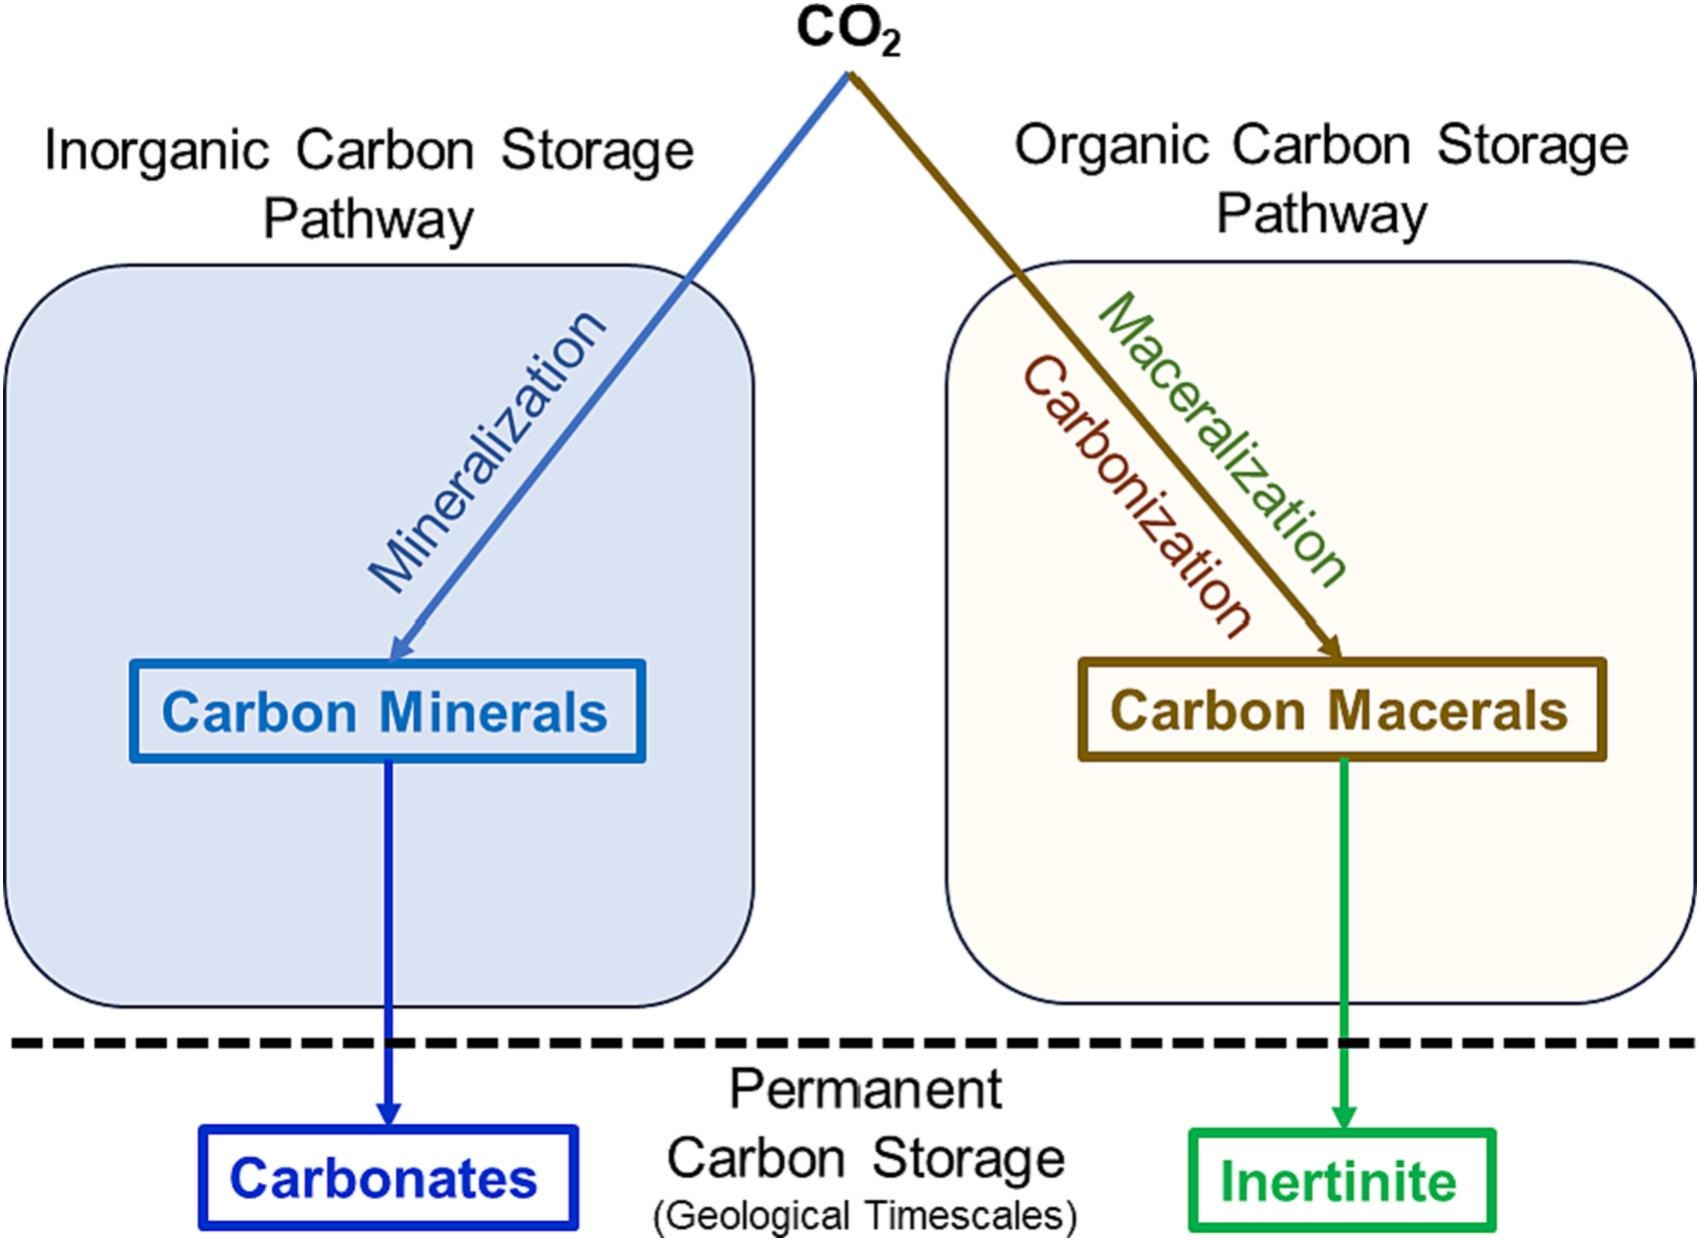 CO₂
Inorganic Carbon Storage
Pathway
Organic Carbon Storage
Pathway
Mineralization
Maceralization
Carbonization
Carbon Minerals
Carbon Macerals
Permanent
Carbon Storage
(Geological Timescales)
Carbonates
Inertinite